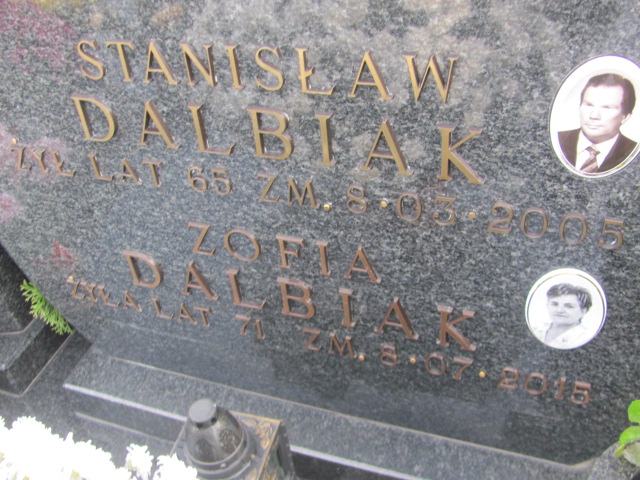 STANISŁAW
DALBIAK
ŻYŁ LAT 65 ZM. 8·03·2005
ZOFIA
DALBIAK
ŻYŁA LAT 71 ZM. 8·07·2015